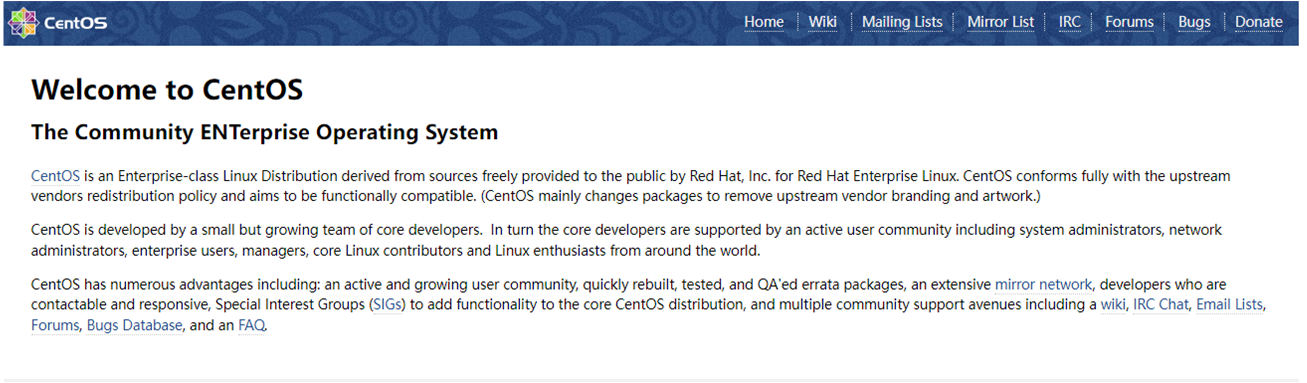 CentOS Home Wiki Mailing Lists Mirror List IRC Forums Bugs Donate
Welcome to CentOS
The Community ENTerprise Operating System
CentOS is an Enterprise-class Linux Distribution derived from sources freely provided to the public by Red Hat, Inc. for Red Hat Enterprise Linux. CentOS conforms fully with the upstream
vendors redistribution policy and aims to be functionally compatible. (CentOS mainly changes packages to remove upstream vendor branding and artwork.)
CentOS is developed by a small but growing team of core developers.  In turn the core developers are supported by an active user community including system administrators, network
administrators, enterprise users, managers, core Linux contributors and Linux enthusiasts from around the world.
CentOS has numerous advantages including: an active and growing user community, quickly rebuilt, tested, and QA'ed errata packages, an extensive mirror network, developers who are
contactable and responsive, Special Interest Groups (SIGs) to add functionality to the core CentOS distribution, and multiple community support avenues including a wiki, IRC Chat, Email Lists,
Forums, Bugs Database, and an FAQ.